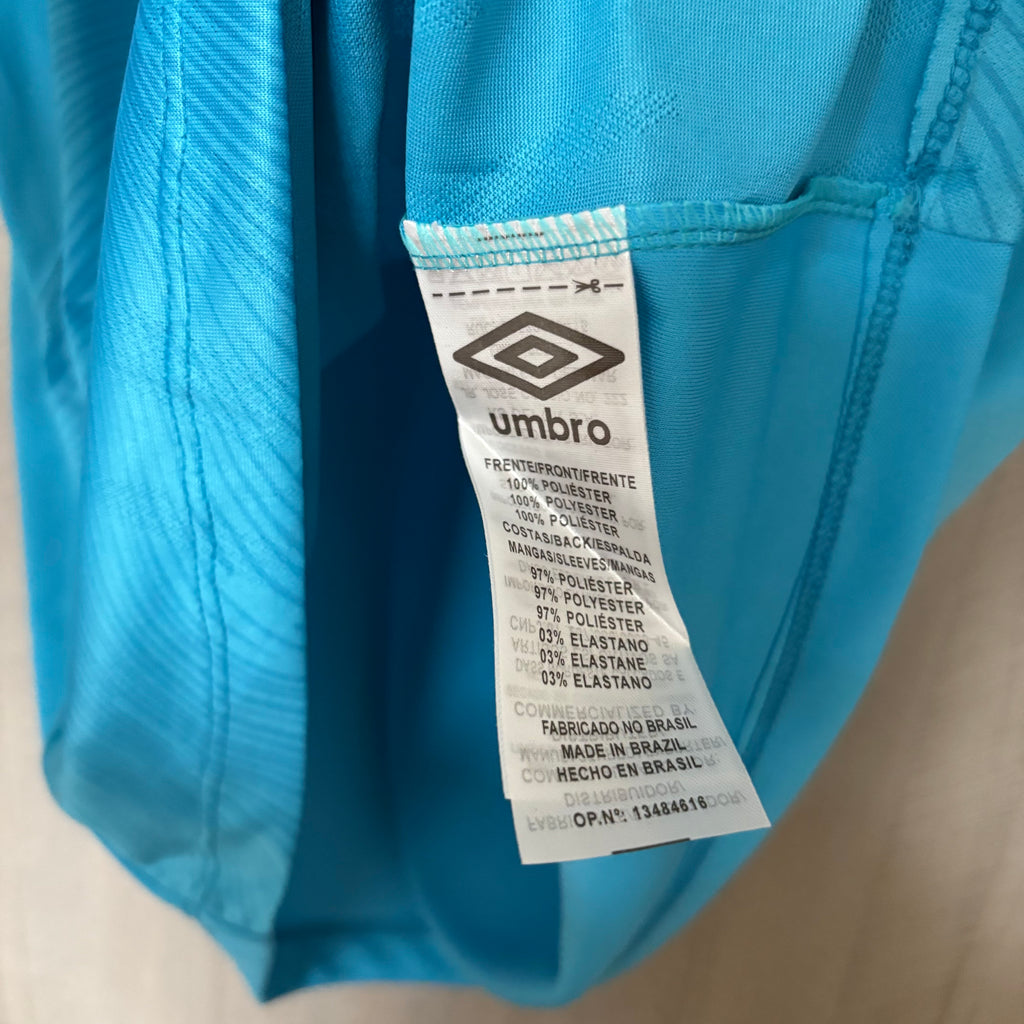 umbro
FRENTE/FRONT/FRENTE
100% POLIÉSTER
100% POLYESTER
100% POLIÉSTER
COSTAS/BACK/ESPALDA
MANGAS/SLEEVES/MANGAS
97% POLIÉSTER
97% POLYESTER
97% POLIÉSTER
03% ELASTANO
03% ELASTANE
03% ELASTANO
FABRICADO NO BRASIL
MADE IN BRAZIL
HECHO EN BRASIL
OP.Nº: 13484616